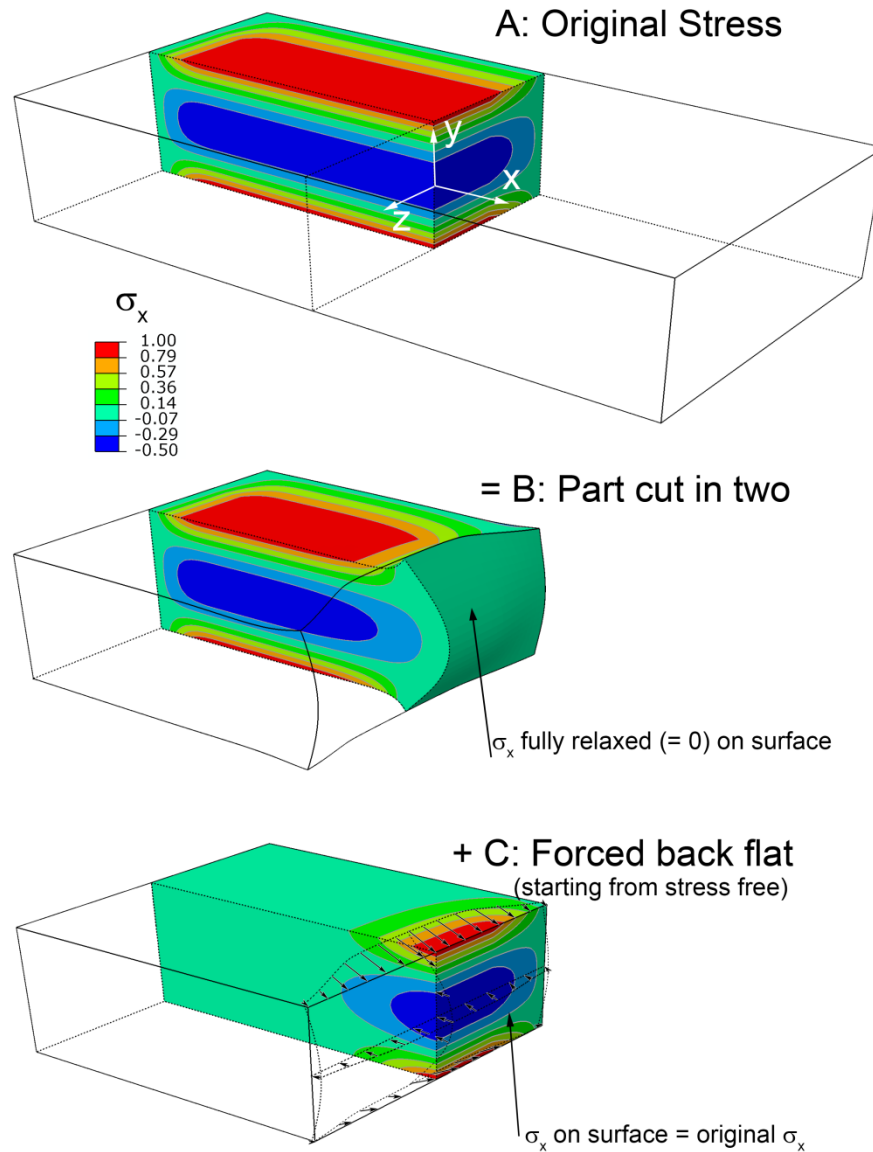 A: Original Stress
y
x
z
σx
1.00
0.79
0.57
0.36
0.14
-0.07
-0.29
-0.50
= B: Part cut in two
σx fully relaxed (= 0) on surface
+ C: Forced back flat
(starting from stress free)
σx on surface = original σx